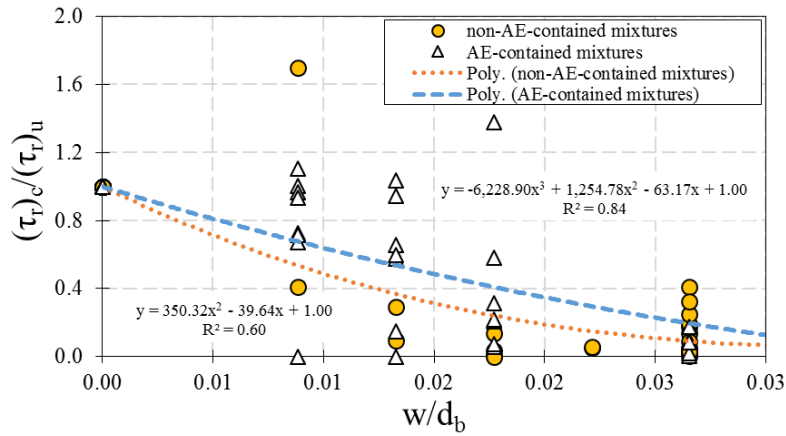 2.0
1.6
1.2
0.8
0.4
0.0
(τr)c/(τr)u
non-AE-contained mixtures
AE-contained mixtures
Poly. (non-AE-contained mixtures)
Poly. (AE-contained mixtures)
y = -6,228.90x³ + 1,254.78x² - 63.17x + 1.00
R² = 0.84
y = 350.32x² - 39.64x + 1.00
R² = 0.60
0.00 0.01 0.01 0.02 0.02 0.03 0.03
w/db